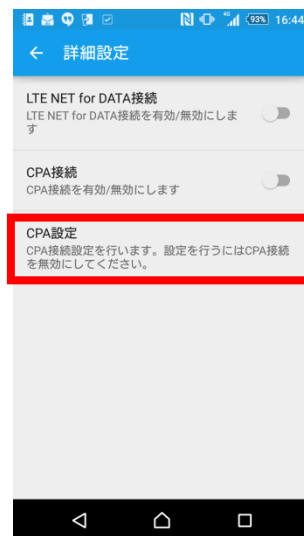 4G 93% 16:44
← 詳細設定
LTE NET for DATA接続
LTE NET for DATA接続を有効/無効にしま
す
CPA接続
CPA接続を有効/無効にします
CPA設定
CPA接続設定を行います。設定を行うにはCPA接続
を無効にしてください。